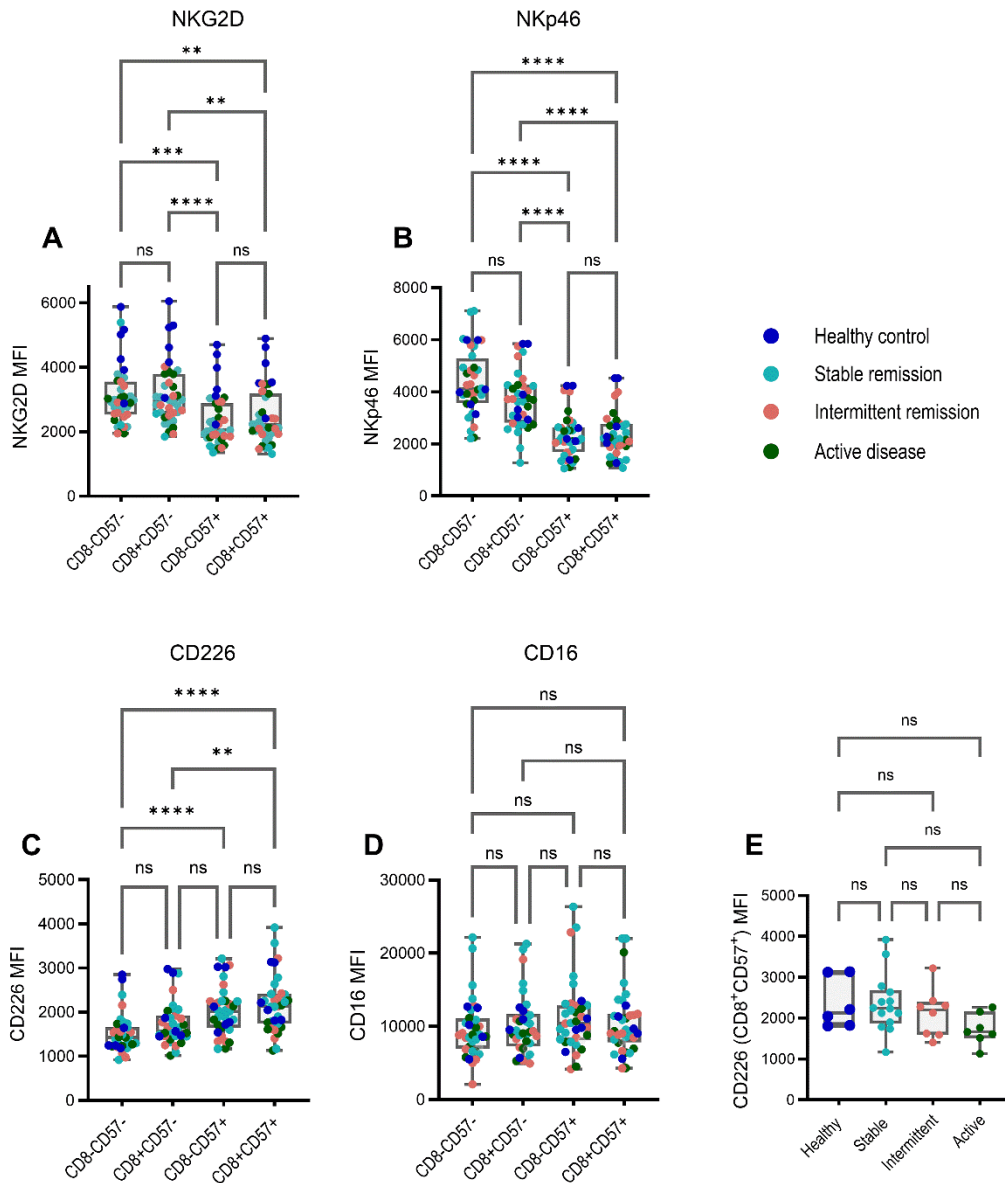 NKG2D
NKp46
**
****
**
****
***
****
****
****
A
B
ns
ns
ns
ns
8000
6000
6000
4000
4000
2000
2000
0
0
NKG2D MFI
NKp46 MFI
CD8-CD57-
CD8+CD57-
CD8-CD57+
CD8+CD57+
CD8-CD57-
CD8+CD57-
CD8-CD57+
CD8+CD57+
Healthy control
Stable remission
Intermittent remission
Active disease
CD226
CD16
****
ns
**
ns
****
ns
C
D
ns
ns
ns
ns
ns
ns
5000
4000
3000
2000
1000
0
CD226 MFI
CD8-CD57-
CD8+CD57-
CD8-CD57+
CD8+CD57+
30000
20000
10000
0
CD16 MFI
CD8-CD57-
CD8+CD57-
CD8-CD57+
CD8+CD57+
ns
ns
ns
E
ns
ns
ns
5000
4000
3000
2000
1000
0
CD226 (CD8+CD57+) MFI
Healthy
Stable
Intermittent
Active